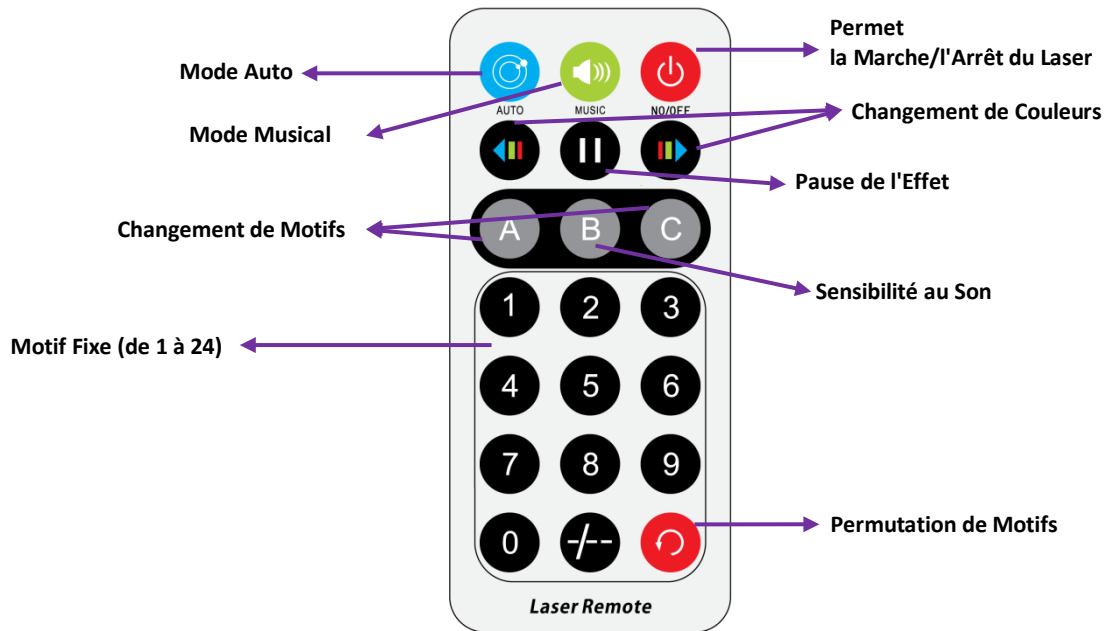 Permet
la Marche/l'Arrêt du Laser
Mode Auto
AUTO
MUSIC
NO/OFF
Changement de Couleurs
Mode Musical
Pause de l'Effet
Changement de Motifs
A
B
C
Sensibilité au Son
1
2
3
Motif Fixe (de 1 à 24)
4
5
6
7
8
9
Permutation de Motifs
0
-/--
Laser Remote